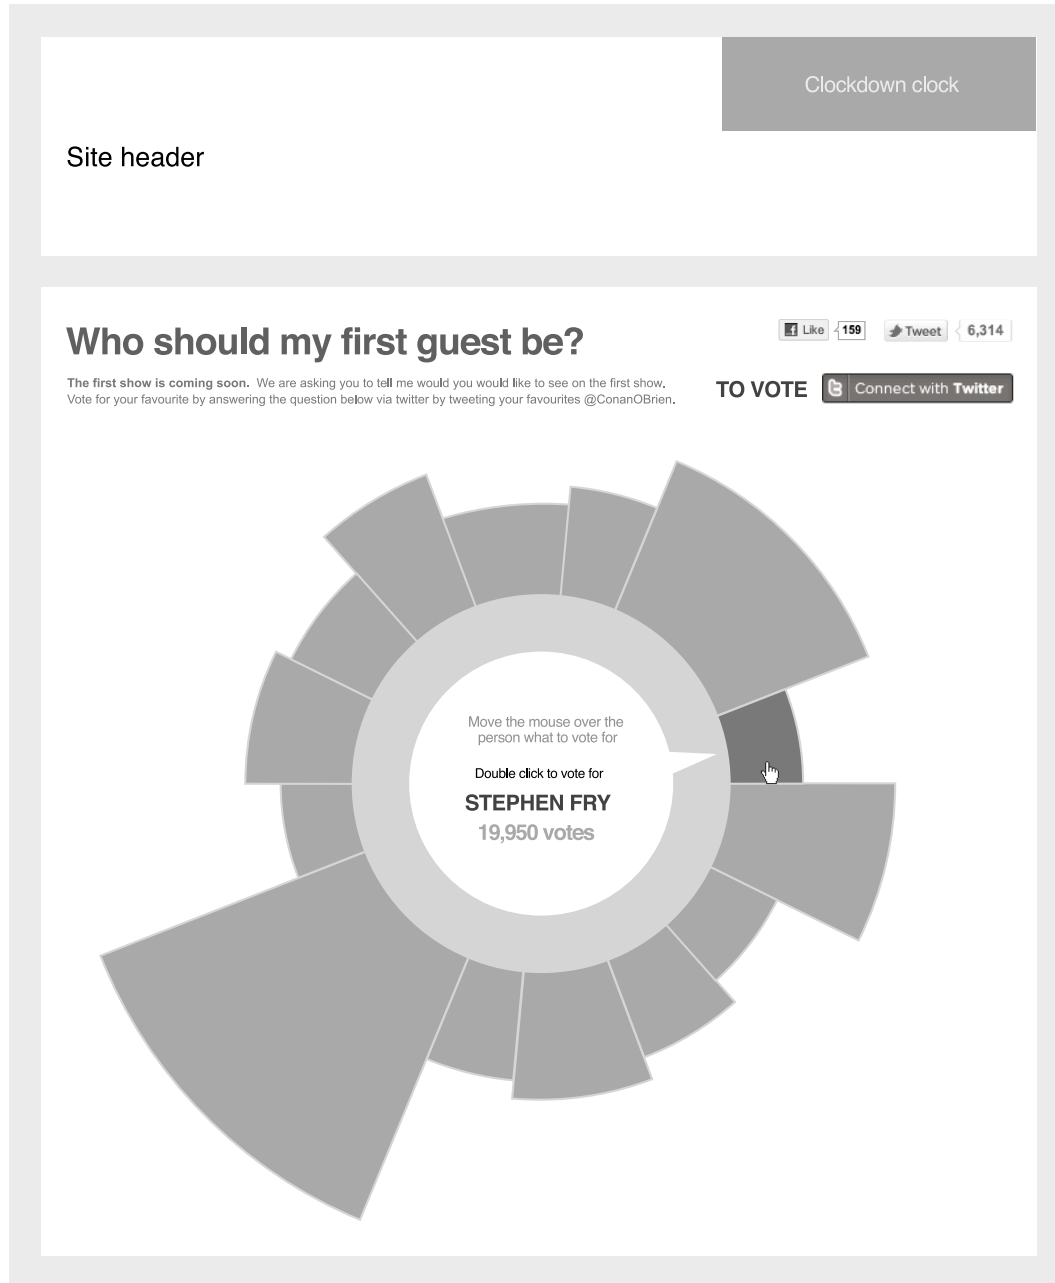 Clockdown clock
Site header
Who should my first guest be?
Like 159 Tweet 6,314
The first show is coming soon. We are asking you to tell me would you would like to see on the first show.
Vote for your favourite by answering the question below via twitter by tweeting your favourites @ConanOBrien.
TO VOTE Connect with Twitter
Move the mouse over the
person what to vote for
Double click to vote for
STEPHEN FRY
19,950 votes